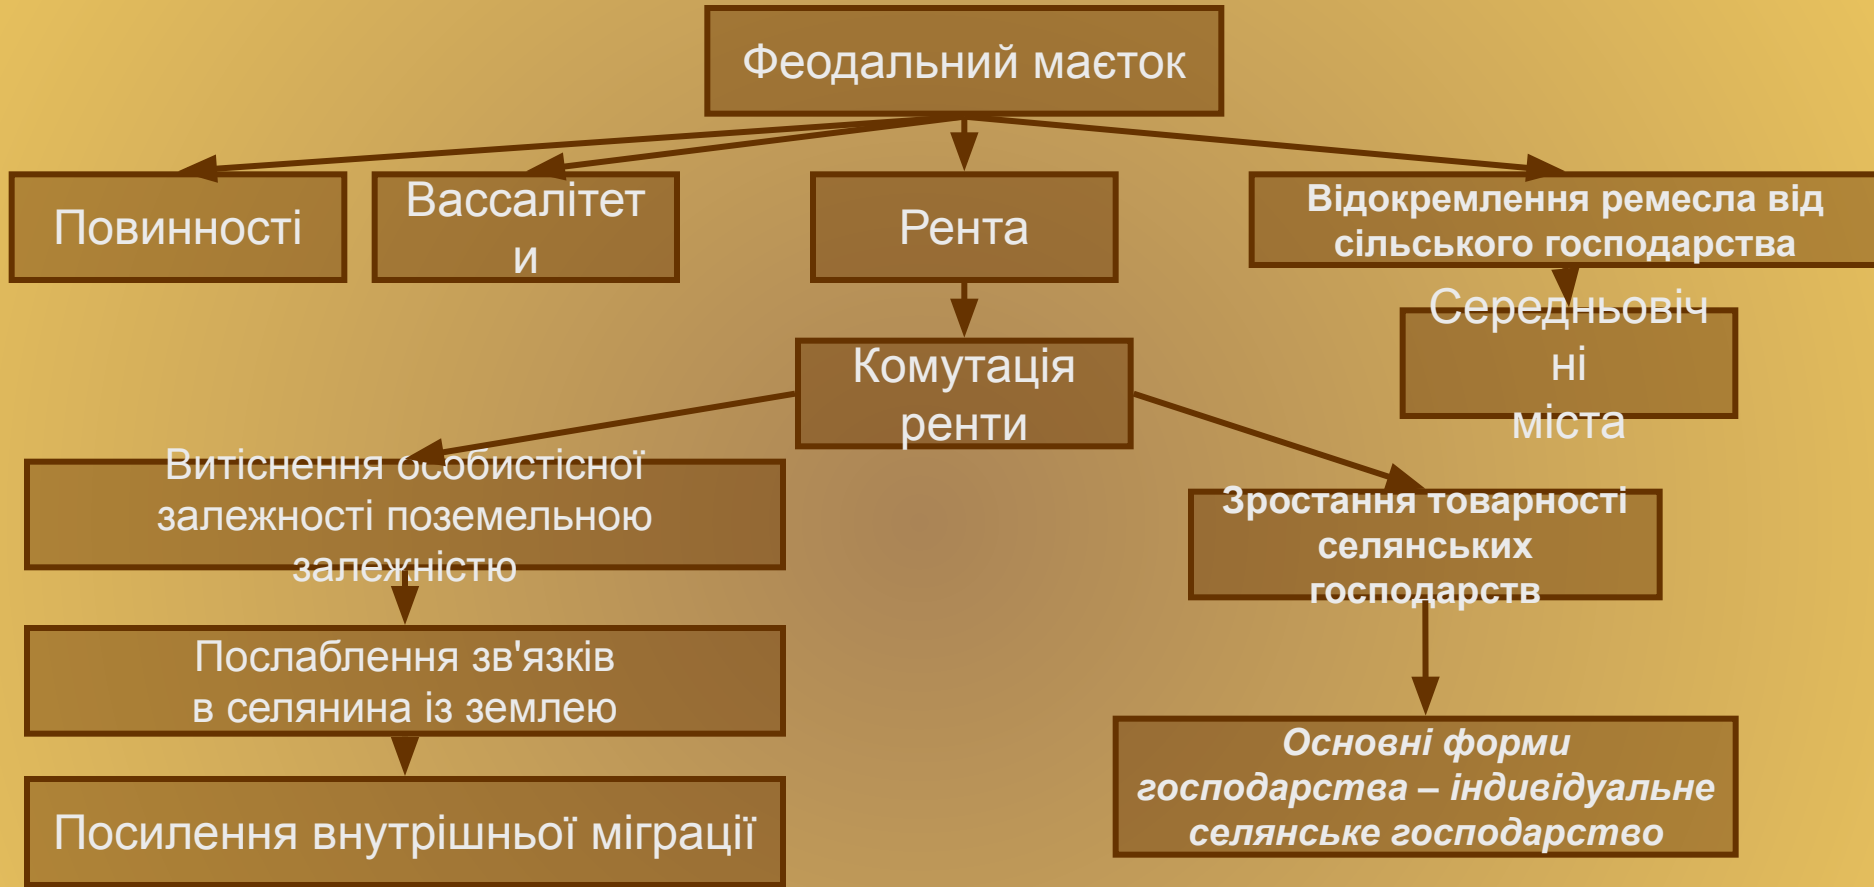 Феодальний маєток
Повинності
Вассалітет
и
Рента
Відокремлення ремесла від
сільського господарства
Середньовіч
ні
міста
Комутація
ренти
Витіснення особистісної
залежності поземельною
залежністю
Зростання товарності
селянських
господарств
Послаблення зв'язків
в селянина із землею
Основні форми
господарства – індивідуальне
селянське господарство
Посилення внутрішньої міграції